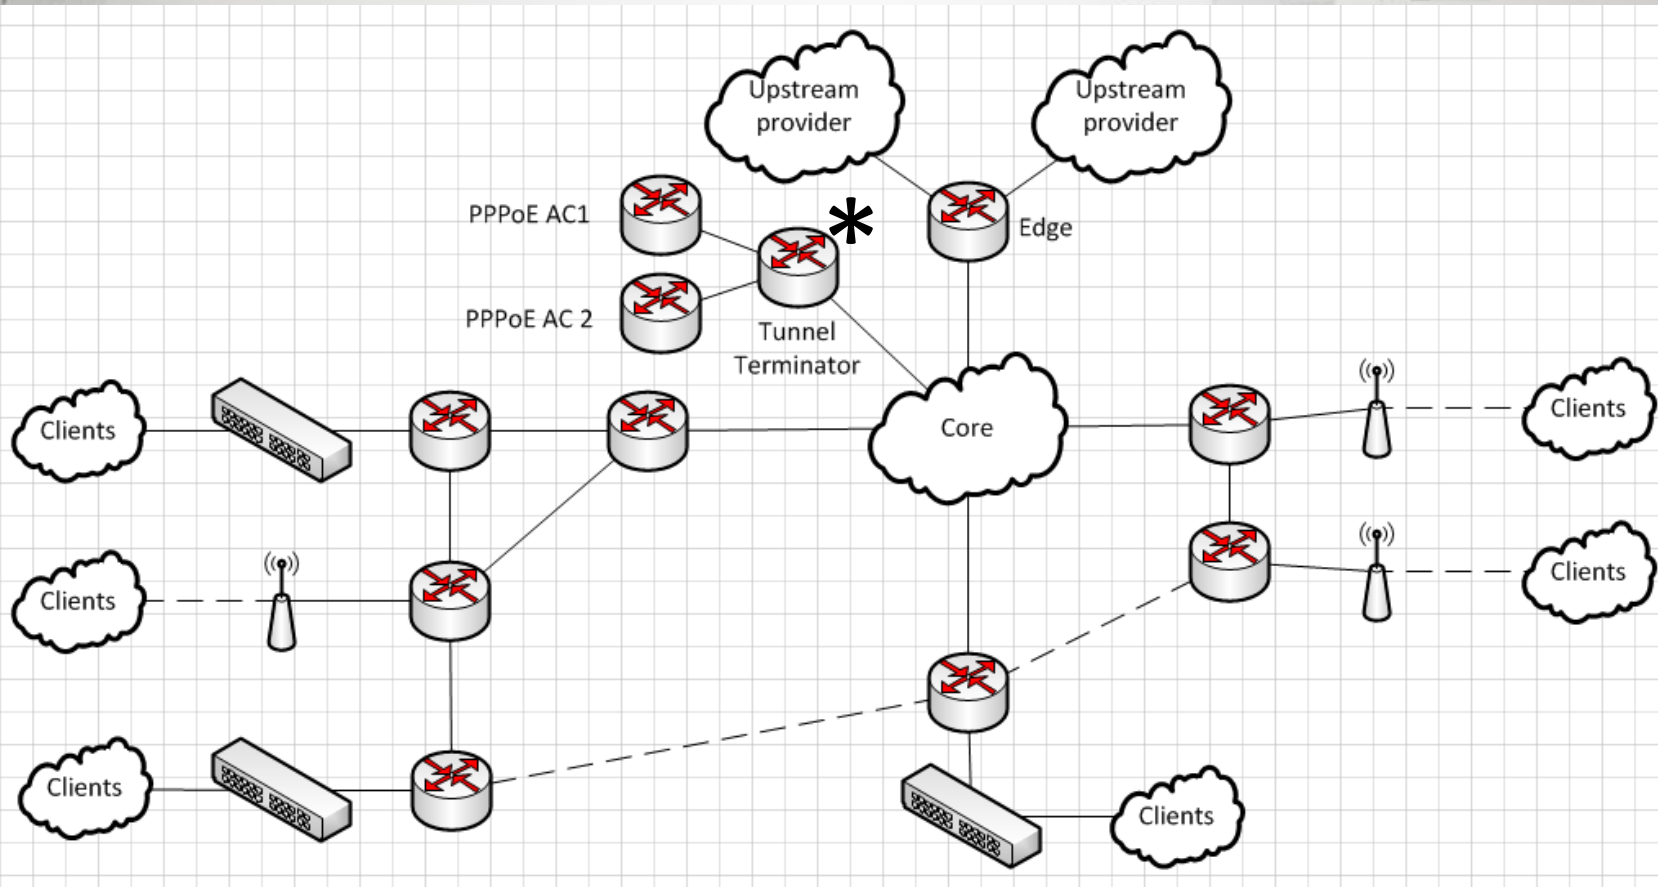 Upstream
provider
Upstream
provider
PPPoE AC1
*
Edge
PPPoE AC 2
Tunnel
Terminator
Clients
Core
Clients
Clients
Clients
Clients
Clients